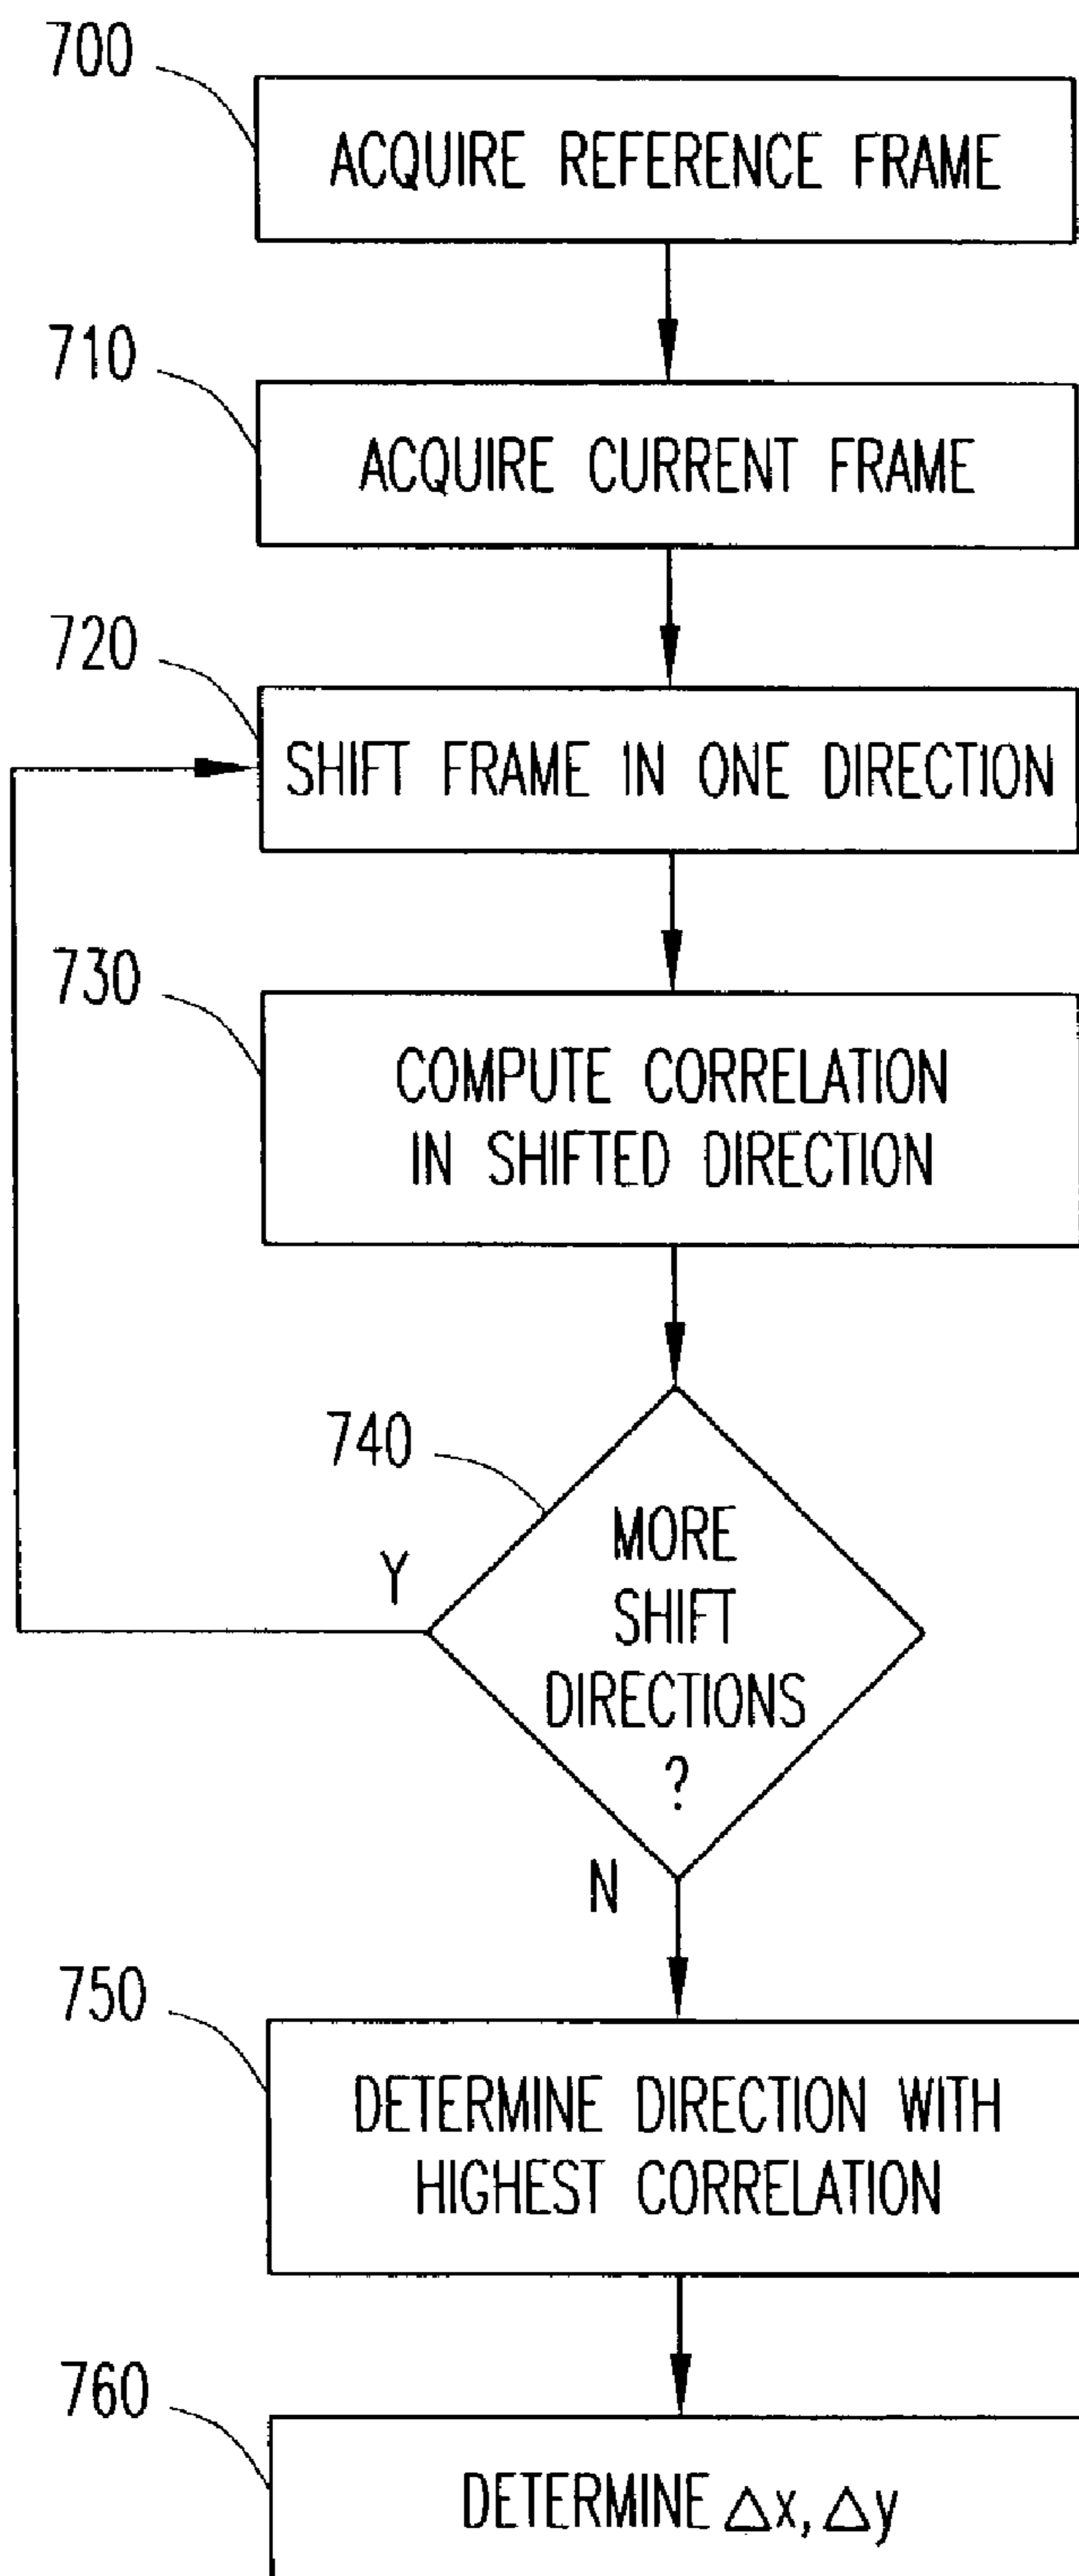 700
ACQUIRE REFERENCE FRAME
710
ACQUIRE CURRENT FRAME
720
SHIFT FRAME IN ONE DIRECTION
730
COMPUTE CORRELATION
IN SHIFTED DIRECTION
740
MORE
SHIFT
DIRECTIONS
?
Y
N
750
DETERMINE DIRECTION WITH
HIGHEST CORRELATION
760
DETERMINE △x, △y